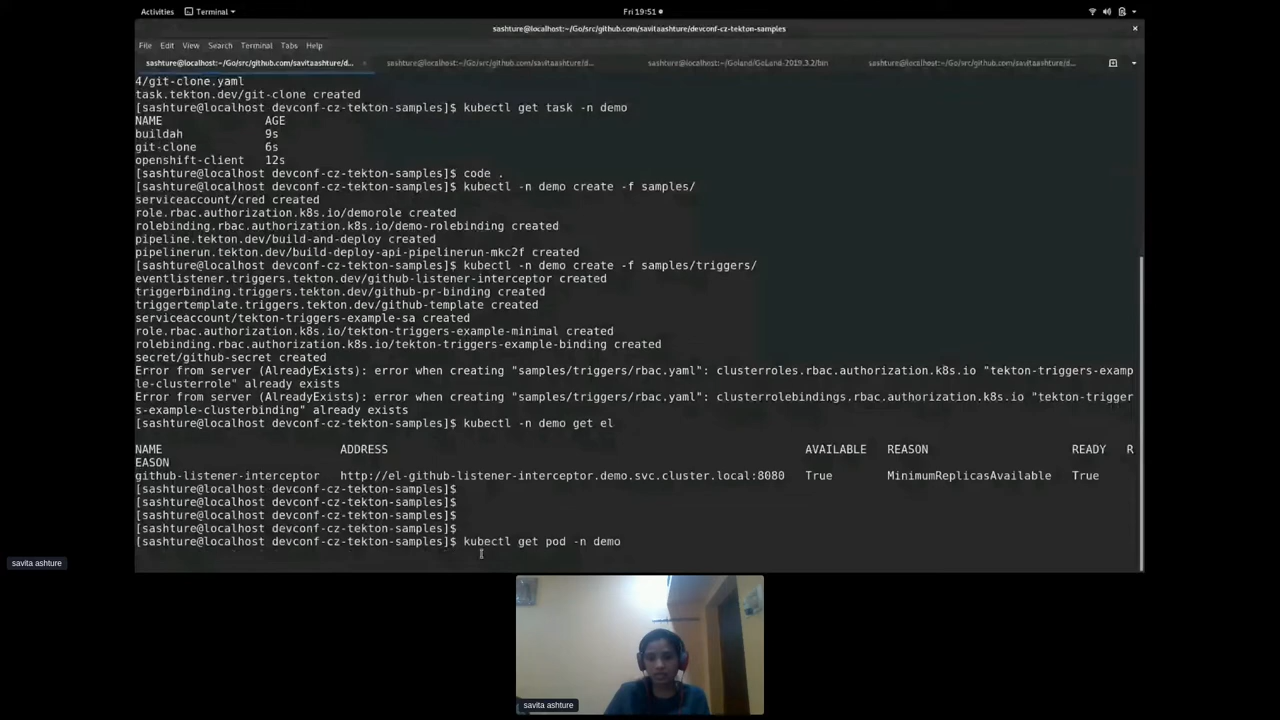 Activities Terminal Fri 19:51
sashture@localhost:~/Go/src/github.com/savitaashture/devconf-cz-tekton-samples
File Edit View Search Terminal Tabs Help
sashture@localhost:~/Go/src/github.com/savitaashture/d... sashture@localhost:~/Go/src/github.com/savitaashture/d... sashture@localhost:~/Goland/GoLand-2019.3.2/bin sashture@localhost:~/Go/src/github.com/savitaashture/d...
4/git-clone.yaml
task.tekton.dev/git-clone created
[sashture@localhost devconf-cz-tekton-samples]$ kubectl get task -n demo
NAME AGE
buildah 9s
git-clone 6s
openshift-client 12s
[sashture@localhost devconf-cz-tekton-samples]$ code .
[sashture@localhost devconf-cz-tekton-samples]$ kubectl -n demo create -f samples/
serviceaccount/cred created
role.rbac.authorization.k8s.io/demorole created
rolebinding.rbac.authorization.k8s.io/demo-rolebinding created
pipeline.tekton.dev/build-and-deploy created
pipelinerun.tekton.dev/build-deploy-api-pipelinerun-mkc2f created
[sashture@localhost devconf-cz-tekton-samples]$ kubectl -n demo create -f samples/triggers/
eventlistener.triggers.tekton.dev/github-listener-interceptor created
triggerbinding.triggers.tekton.dev/github-pr-binding created
triggertemplate.triggers.tekton.dev/github-template created
serviceaccount/tekton-triggers-example-sa created
role.rbac.authorization.k8s.io/tekton-triggers-example-minimal created
rolebinding.rbac.authorization.k8s.io/tekton-triggers-example-binding created
secret/github-secret created
Error from server (AlreadyExists): error when creating "samples/triggers/rbac.yaml": clusterroles.rbac.authorization.k8s.io "tekton-triggers-examp
le-clusterrole" already exists
Error from server (AlreadyExists): error when creating "samples/triggers/rbac.yaml": clusterrolebindings.rbac.authorization.k8s.io "tekton-trigger
s-example-clusterbinding" already exists
[sashture@localhost devconf-cz-tekton-samples]$ kubectl -n demo get el
NAME ADDRESS AVAILABLE REASON READY R
EASON
github-listener-interceptor http://el-github-listener-interceptor.demo.svc.cluster.local:8080 True MinimumReplicasAvailable True
[sashture@localhost devconf-cz-tekton-samples]$
[sashture@localhost devconf-cz-tekton-samples]$
[sashture@localhost devconf-cz-tekton-samples]$
[sashture@localhost devconf-cz-tekton-samples]$
[sashture@localhost devconf-cz-tekton-samples]$ kubectl get pod -n demo
savita ashture
savita ashture